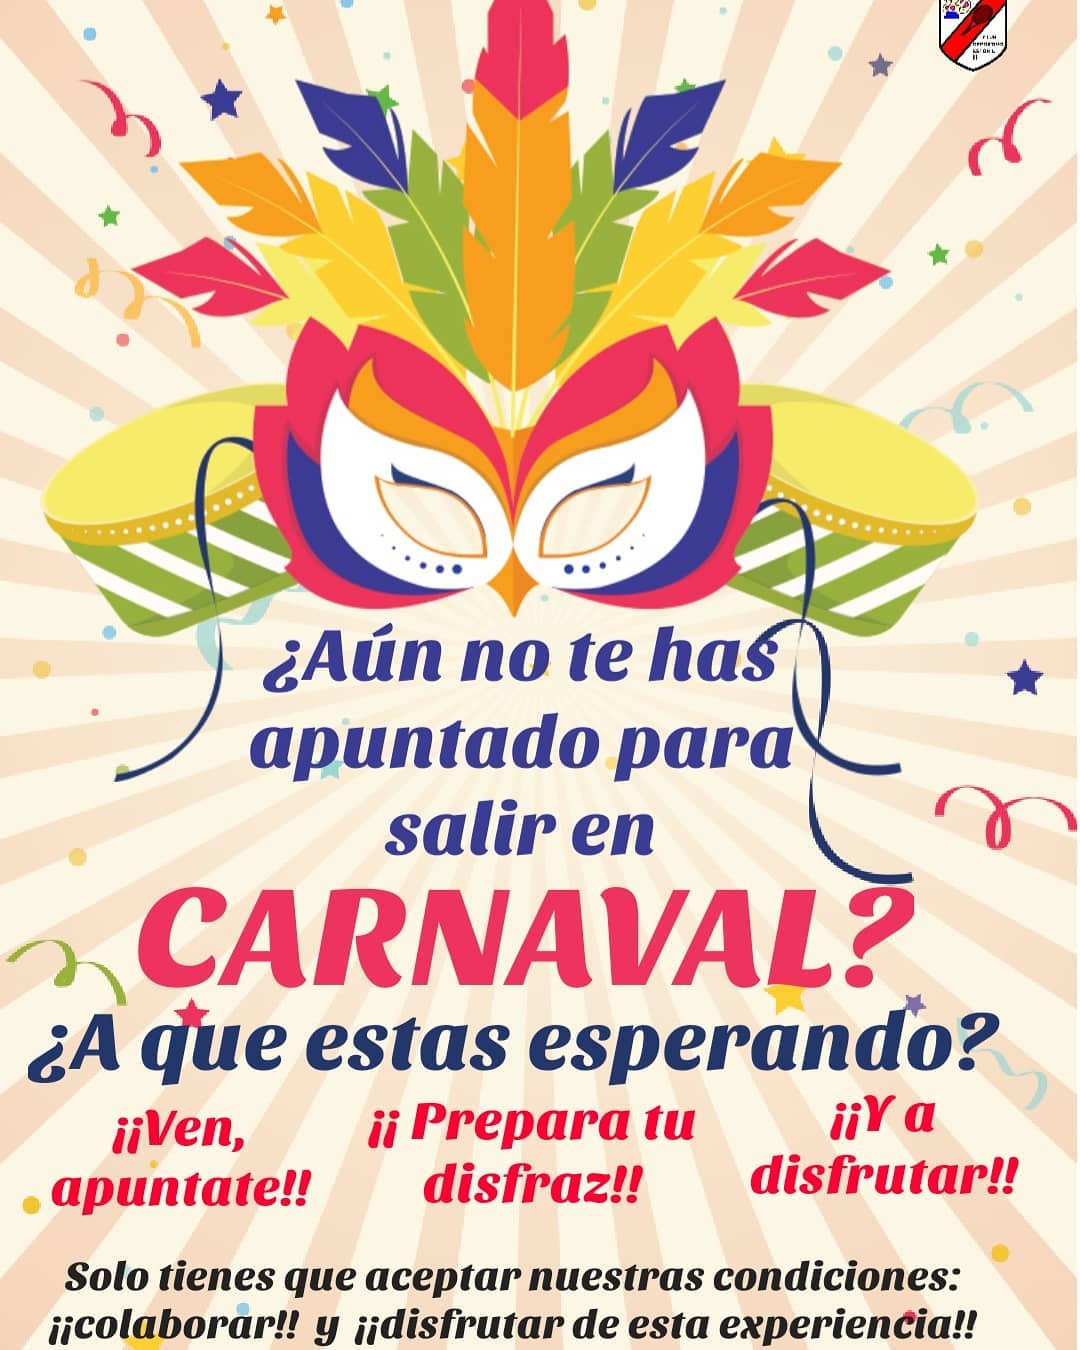 ¿Aún no te has
apuntado para
salir en
CARNAVAL?
¿A que estas esperando?
¡¡Ven,
apuntate!!
¡¡ Prepara tu
disfraz!!
¡¡Y a
disfrutar!!
Solo tienes que aceptar nuestras condiciones:
¡¡colaborar!! y ¡¡disfrutar de esta experiencia!!